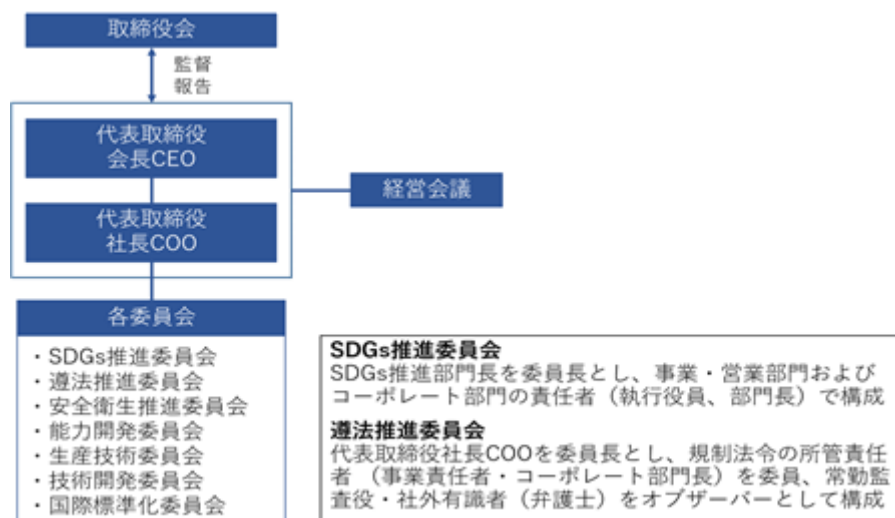 取締役会
監督
報告
代表取締役
会長CEO
経営会議
代表取締役
社長COO
各委員会
・SDGs推進委員会
・遵法推進委員会
・安全衛生推進委員会
・能力開発委員会
・生産技術委員会
・技術開発委員会
・国際標準化委員会
SDGs推進委員会
SDGs推進部門長を委員長とし、事業・営業部門および
コーポレート部門の責任者（執行役員、部門長）で構成
遵法推進委員会
代表取締役社長COOを委員長とし、規制法令の所管責任
者 （事業責任者・コーポレート部門長）を委員、常勤監
査役・社外有識者（弁護士）をオブザーバーとして構成